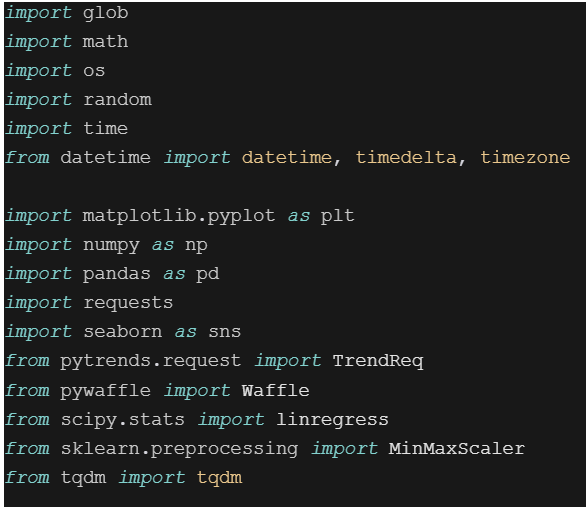 import glob
import math
import os
import random
import time
from datetime import datetime, timedelta, timezone
import matplotlib.pyplot as plt
import numpy as np
import pandas as pd
import requests
import seaborn as sns
from pytrends.request import TrendReq
from pywaffle import Waffle
from scipy.stats import linregress
from sklearn.preprocessing import MinMaxScaler
from tqdm import tqdm